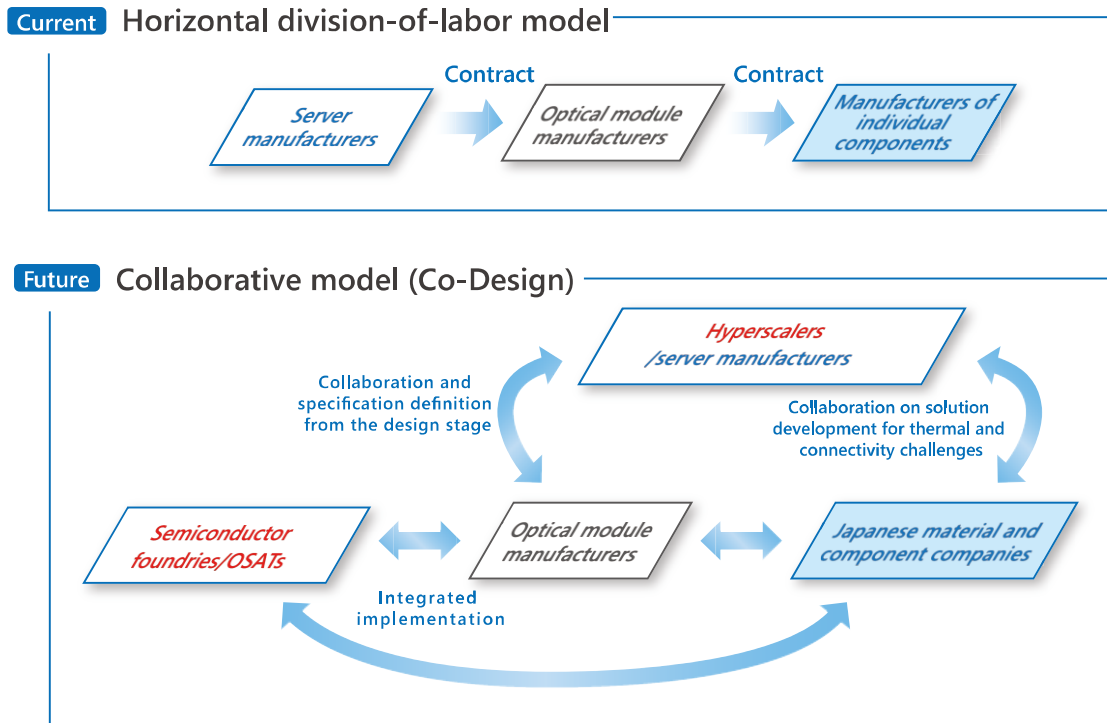 Current Horizontal division-of-labor model
Contract
Contract
Server
manufacturers
Optical module
manufacturers
Manufacturers of
individual
components
Future Collaborative model (Co-Design)
Hyperscalers
/server manufacturers
Collaboration and
specification definition
from the design stage
Collaboration on solution
development for thermal and
connectivity challenges
Semiconductor
foundries/OSATs
Optical module
manufacturers
Japanese material and
component companies
Integrated
implementation